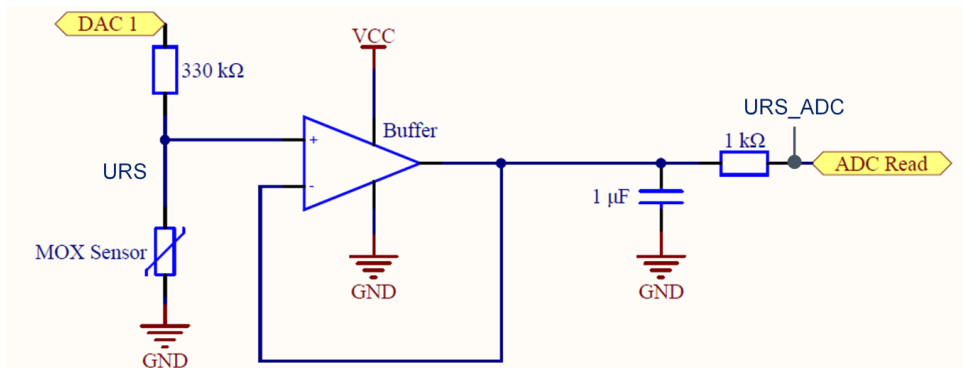 DAC 1
VCC
330 kΩ
URS_ADC
Buffer
1 kΩ
+
ADC Read
URS
-
1 µF
MOX Sensor
GND
GND
GND